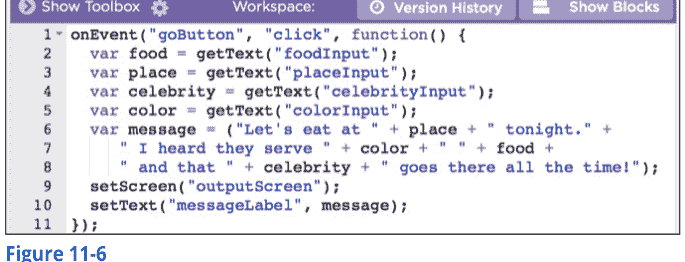 Show Toolbox Workspace: Version History Show Blocks
1 onEvent("goButton", "click", function() {
2 var food = getText("foodInput");
3 var place = getText("placeInput");
4 var celebrity = getText("celebrityInput");
5 var color = getText("colorInput");
6 var message = ("Let's eat at " + place + " tonight." +
7 " I heard they serve " + color + " " + food +
8 " and that " + celebrity + " goes there all the time!");
9 setScreen("outputScreen");
10 setText("messageLabel", message);
11 });
Figure 11-6